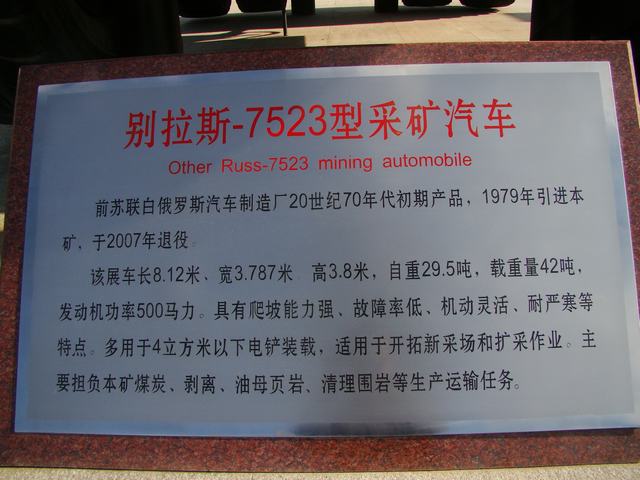 别拉斯-7523型采矿汽车
Other Russ-7523 mining automobile
前苏联白俄罗斯汽车制造厂20世纪70年代初期产品，1979年引进本
矿，于2007年退役。
该展车长8.12米、宽3.787米、高3.8米，自重29.5吨，载重量42吨，
发动机功率500马力。具有爬坡能力强、故障率低、机动灵活、耐严寒等
特点。多用于4立方米以下电铲装载，适用于开拓新采场和扩采作业。主
要担负本矿煤炭、剥离、油母页岩、清理围岩等生产运输任务。